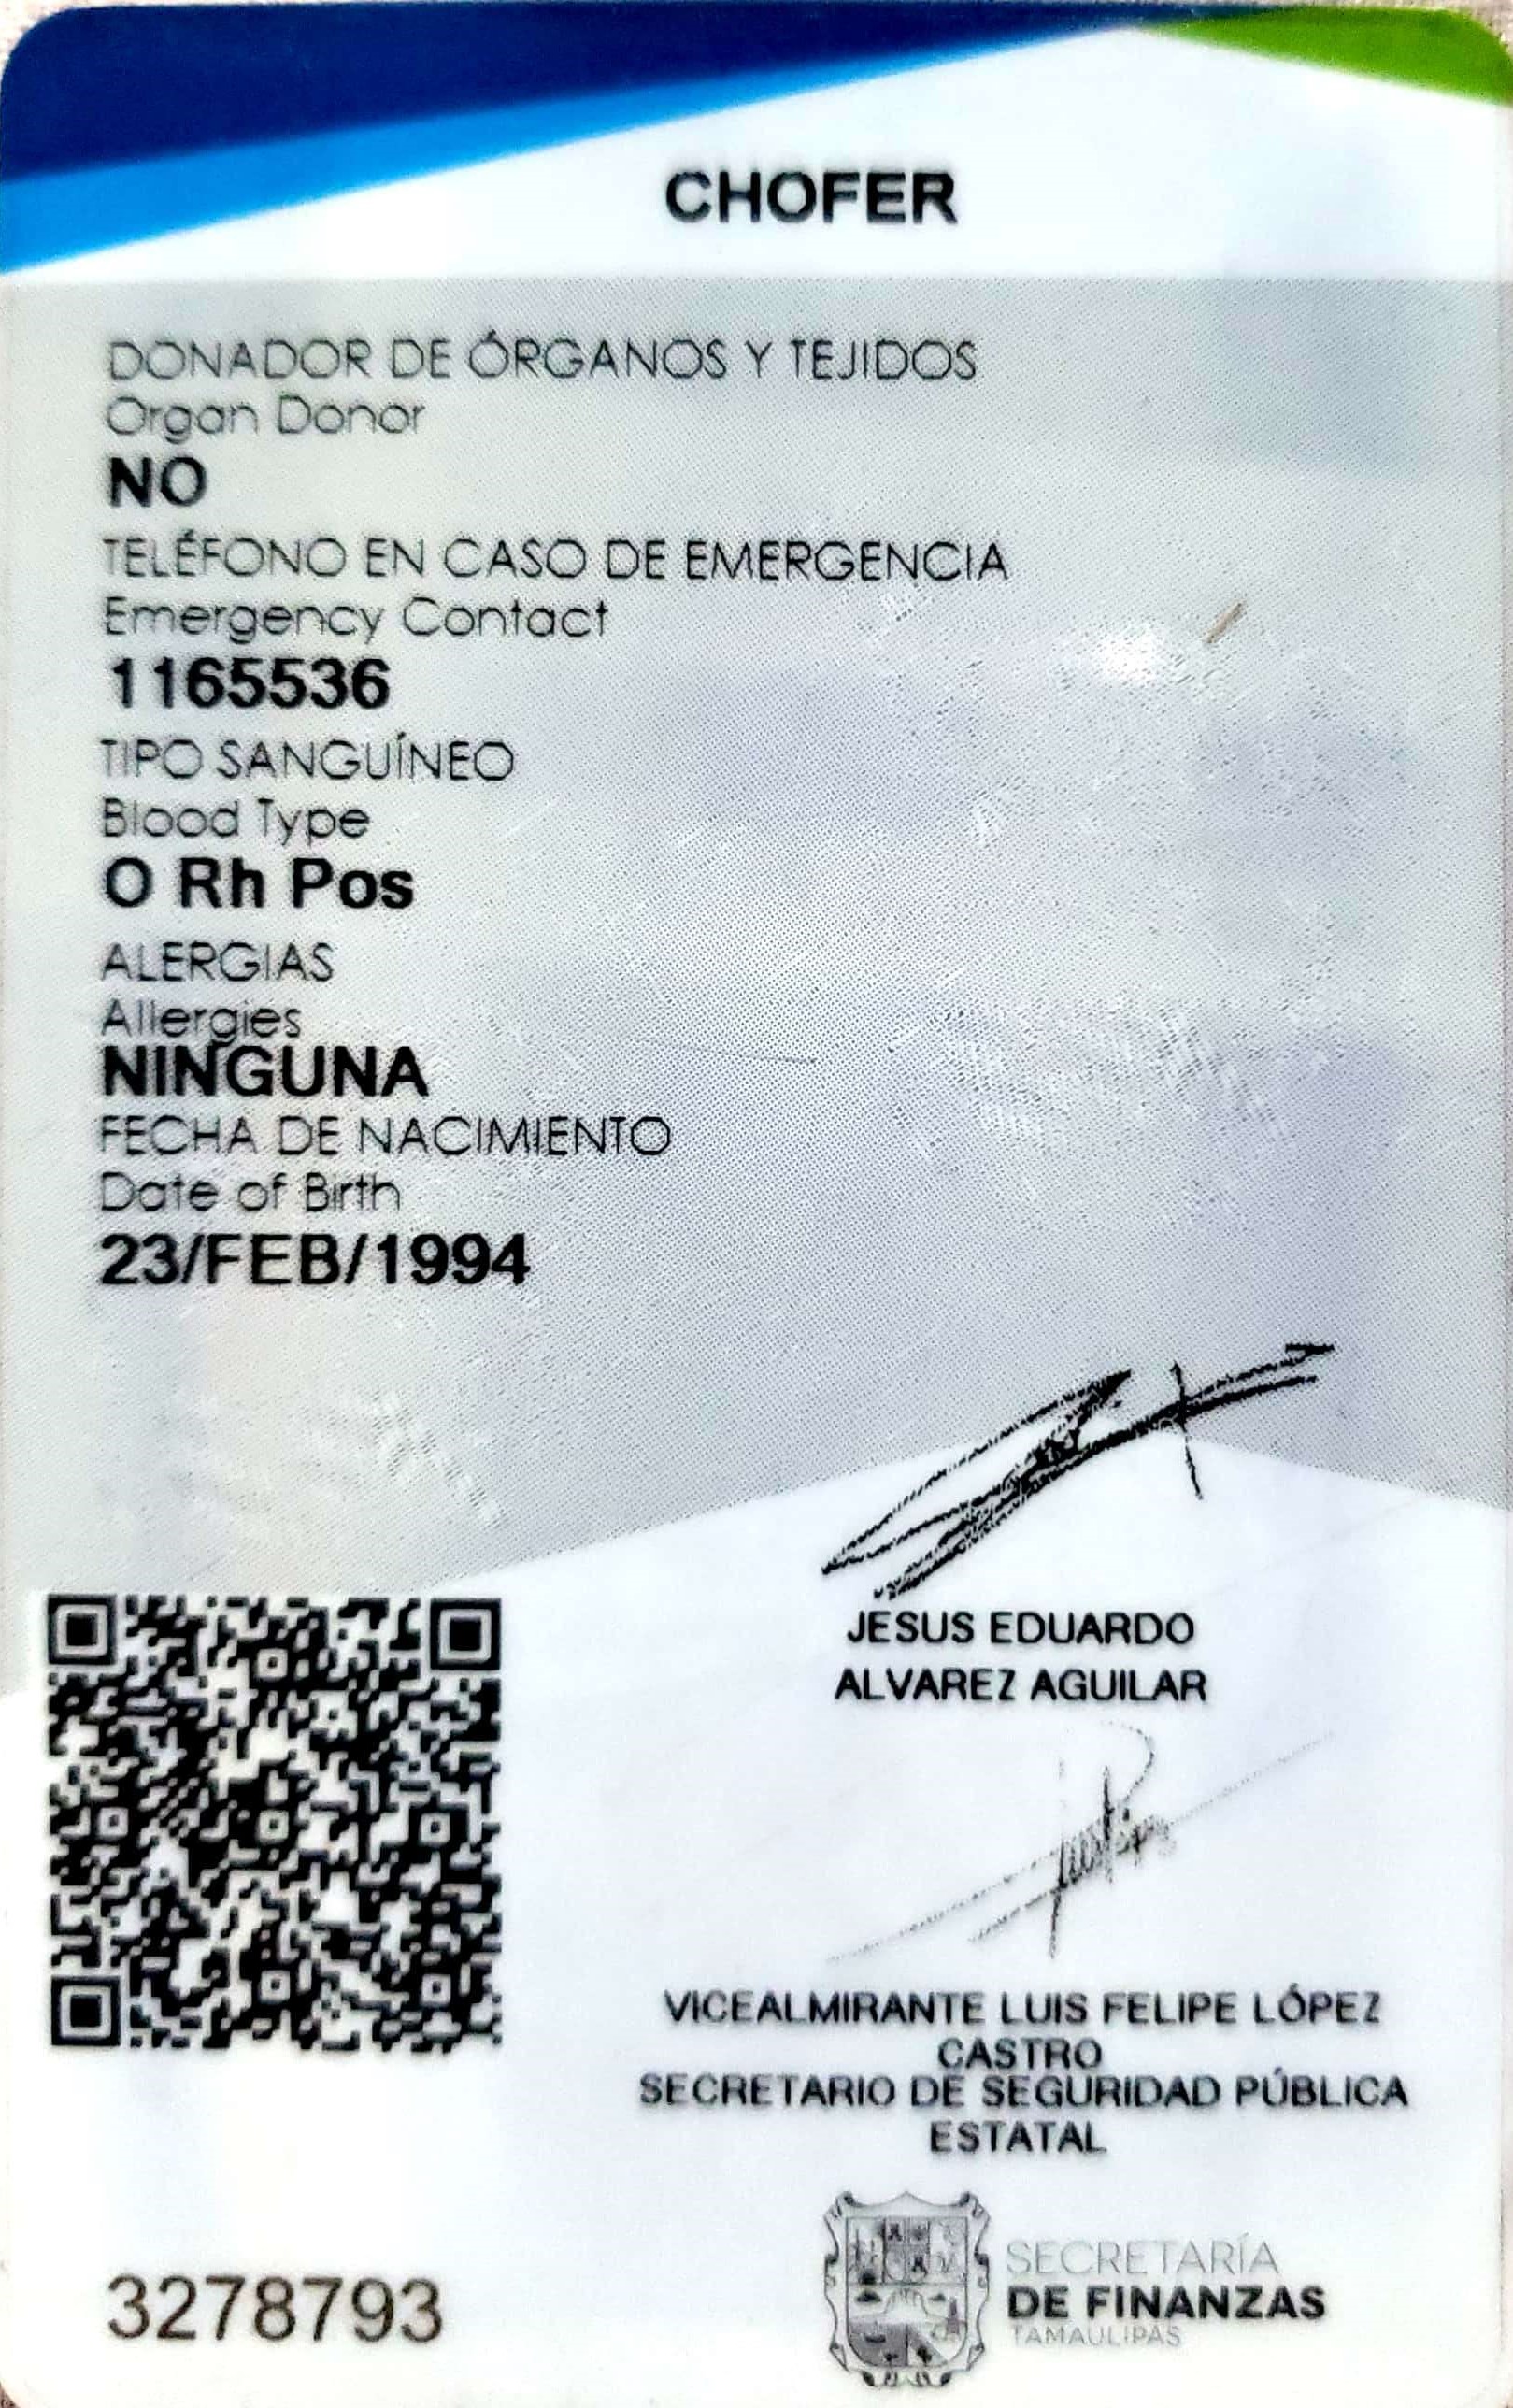 CHOFER
DONADOR DE ÓRGANOS Y TEJIDOS
Organ Donor
NO
TELÉFONO EN CASO DE EMERGENCIA
Emergency Contact
1165536
TIPO SANGUÍNEO
Blood Type
O Rh Pos
ALERGIAS
Allergies
NINGUNA
FECHA DE NACIMIENTO
Date of Birth
23/FEB/1994
JESUS EDUARDO
ALVAREZ AGUILAR
VICEALMIRANTE LUIS FELIPE LÓPEZ
CASTRO
SECRETARIO DE SEGURIDAD PÚBLICA
ESTATAL
3278793
SECRETARÍA
DE FINANZAS
TAMAULIPAS